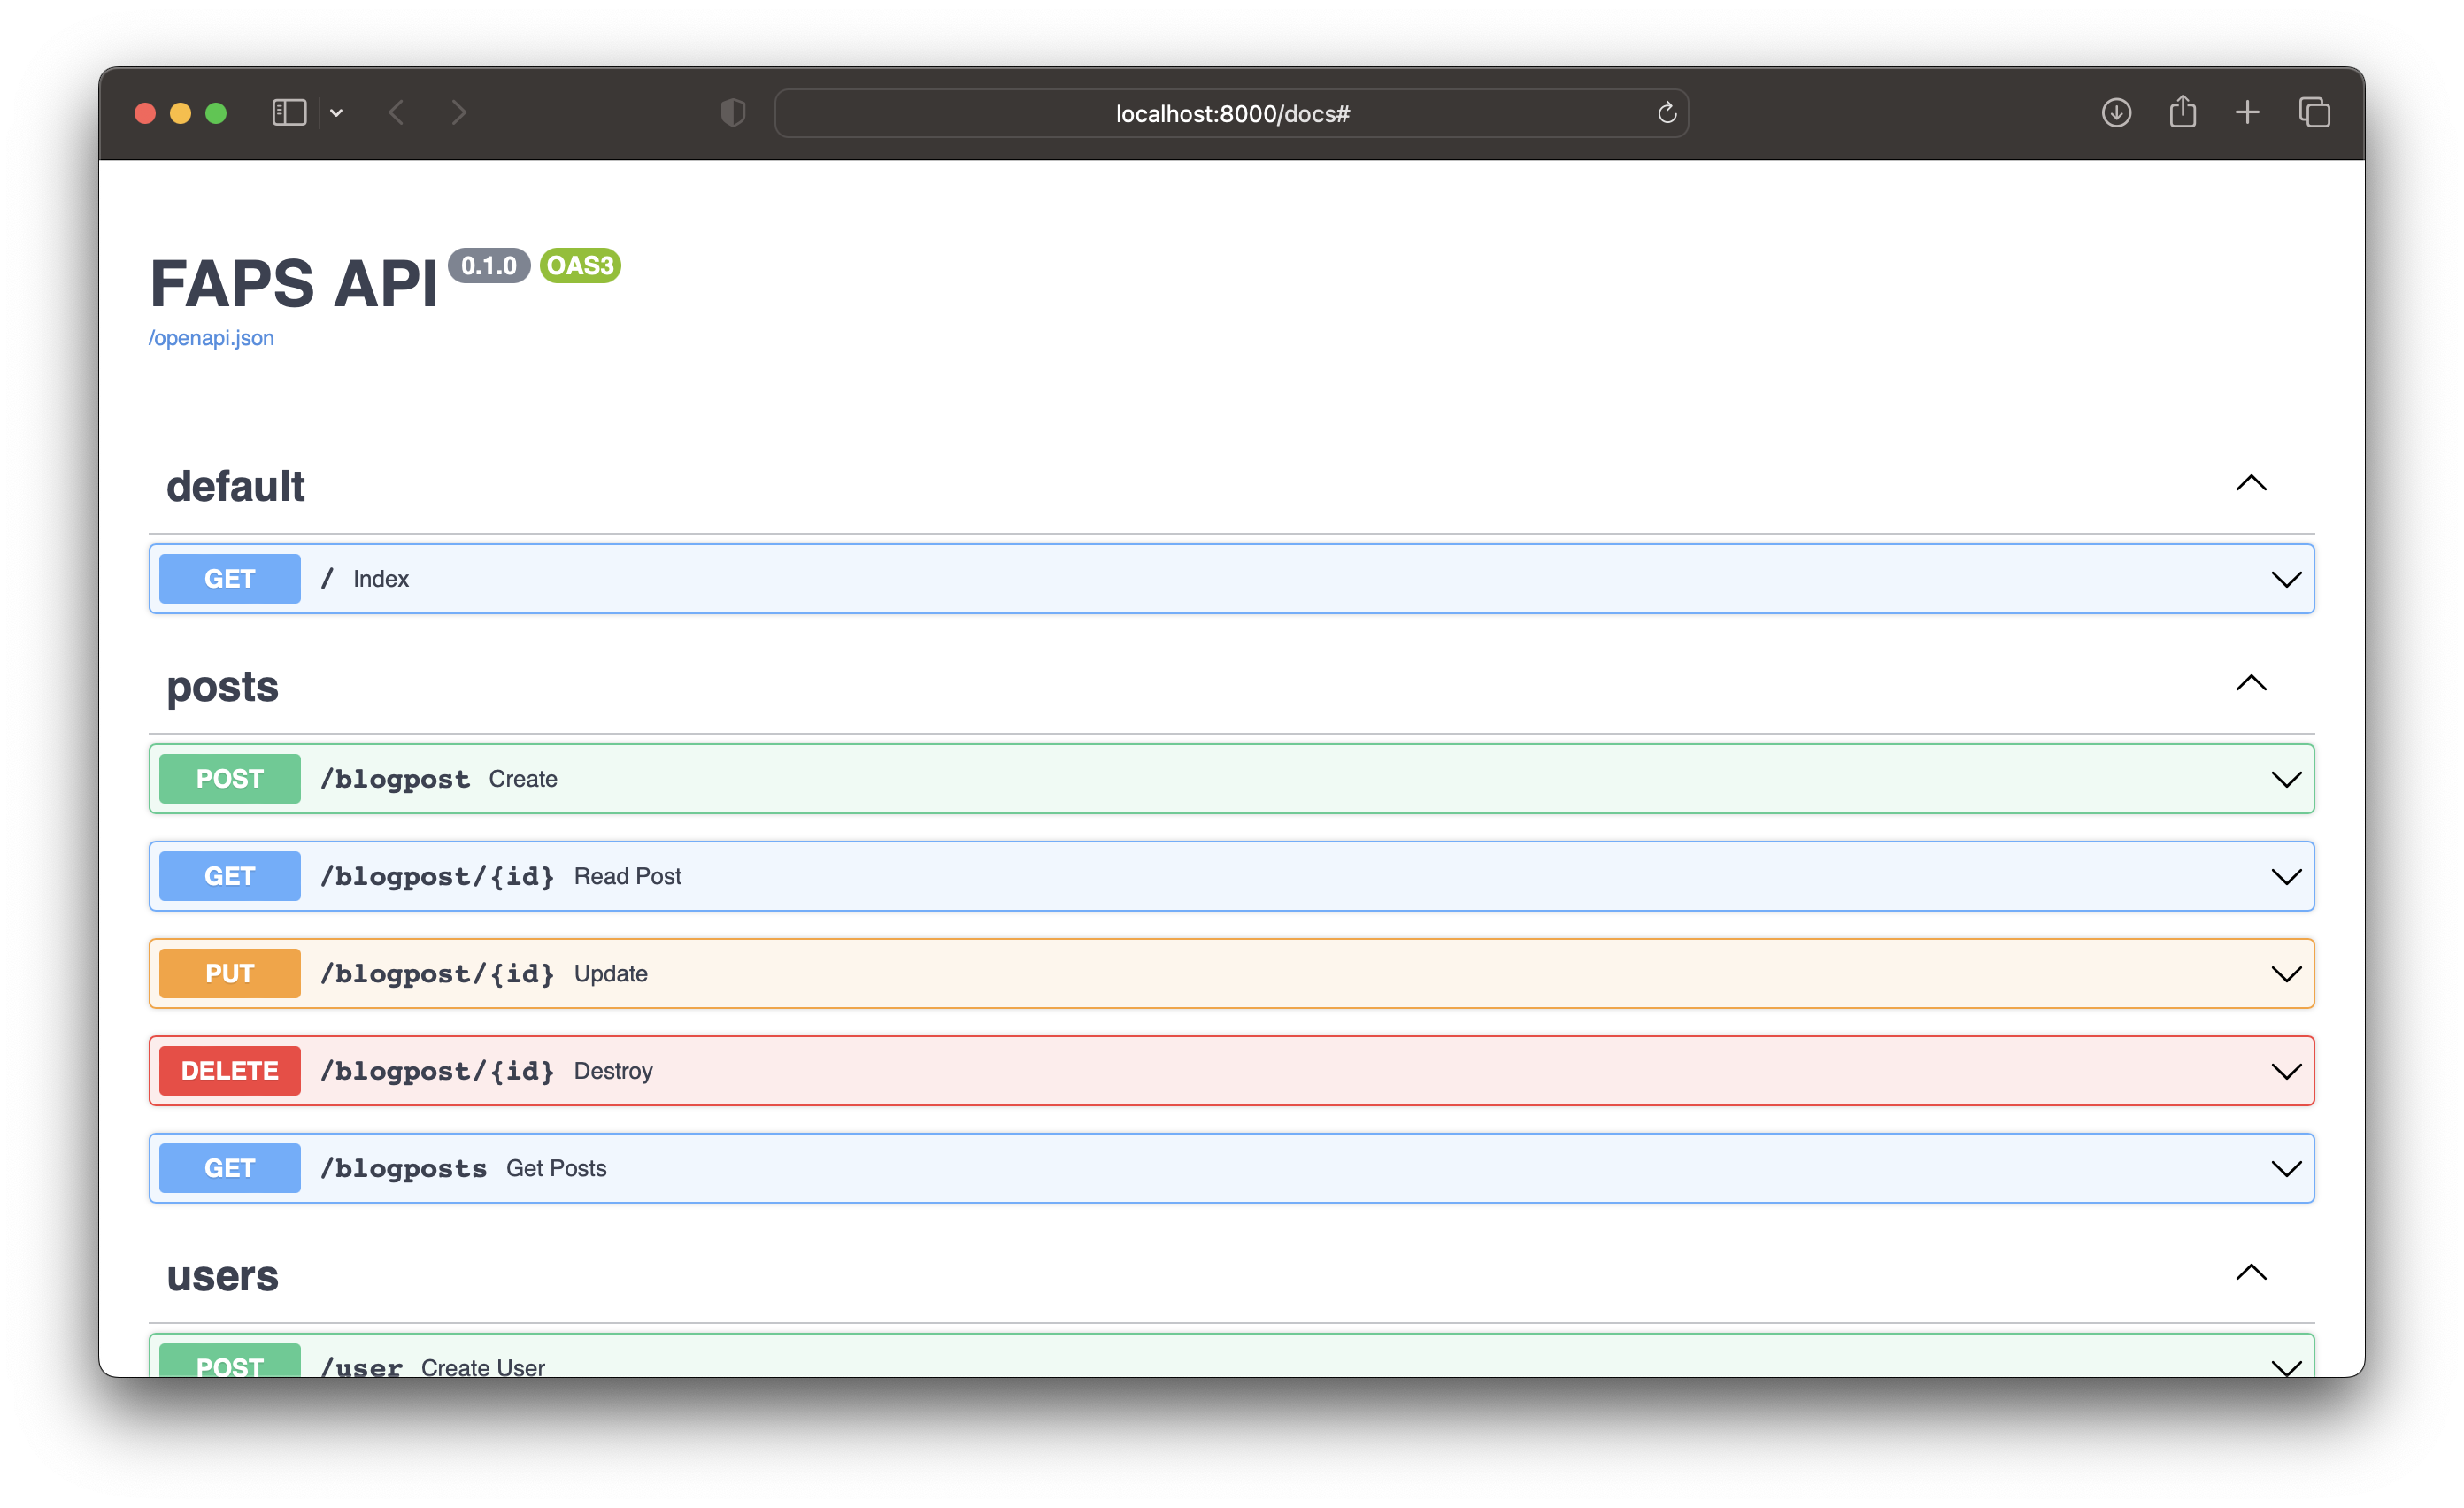 localhost:8000/docs#
FAPS API 0.1.0 OAS3
/openapi.json
default
GET / Index
posts
POST /blogpost Create
GET /blogpost/{id} Read Post
PUT /blogpost/{id} Update
DELETE /blogpost/{id} Destroy
GET /blogposts Get Posts
users
POST /user Create User